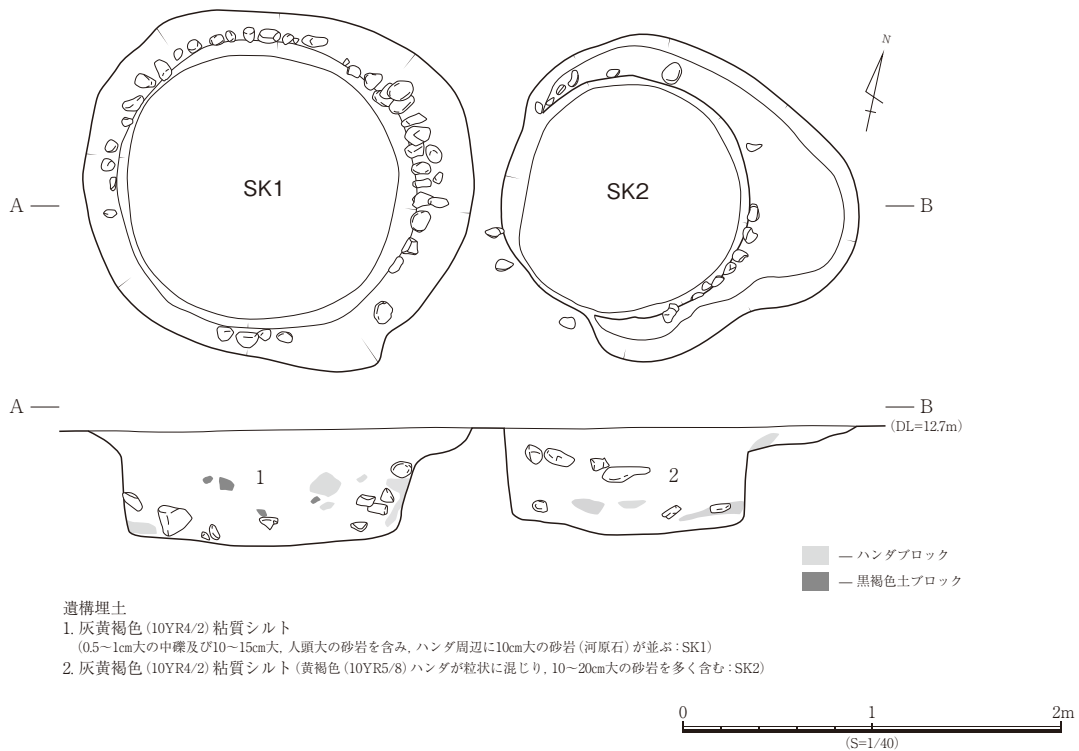 N
SK1
SK2
A
B
A
B
(DL=12.7m)
1
2
ハンダブロック
黒褐色土ブロック
遺構埋土
1. 灰黄褐色(10YR4/2)粘質シルト
(0.5～1cm大の中礫及び10～15cm大, 人頭大の砂岩を含み, ハンダ周辺に10cm大の砂岩(河原石)が並ぶ:SK1)
2. 灰黄褐色(10YR4/2)粘質シルト(黄褐色(10YR5/8)ハンダが粒状に混じり, 10～20cm大の砂岩を多く含む:SK2)
0 1 2m
(S=1/40)